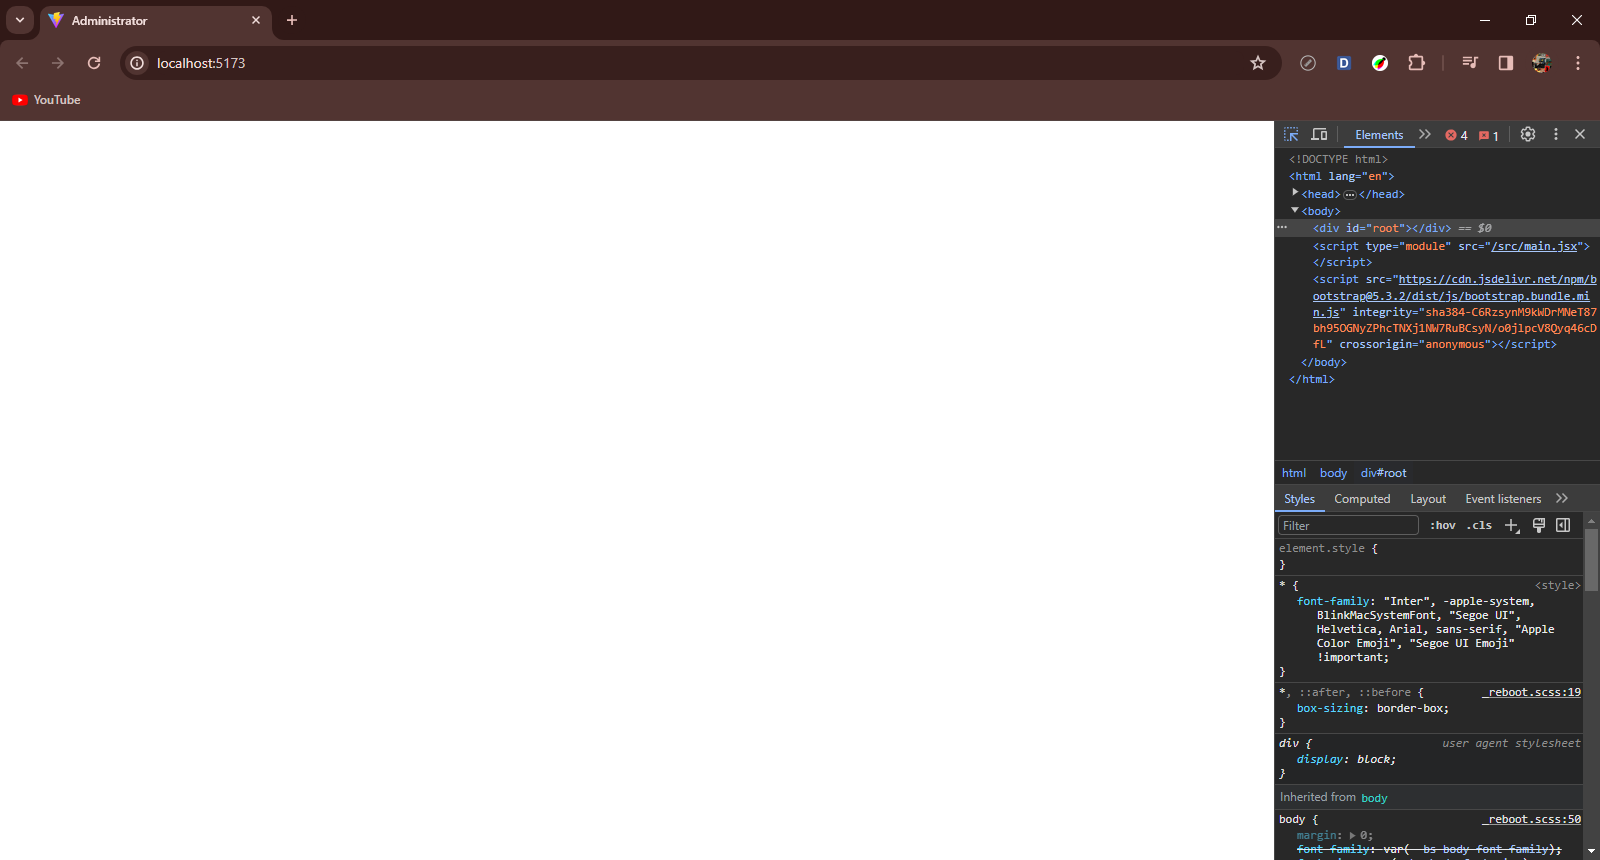 Administrator
localhost:5173
D
YouTube
Elements
4
1
<!DOCTYPE html>
<html lang="en">
<head>
</head>
<body>
<div id="root"></div> == $0
<script type="module" src="/src/main.jsx">
</script>
<script src="https://cdn.jsdelivr.net/npm/b
ootstrap@5.3.2/dist/js/bootstrap.bundle.mi
n.js" integrity="sha384-C6RzsynM9kWDrMNeT87
bh95OGNyZPhcTNXj1NW7RuBCsyN/o0jlpcV8Qyq46cD
fL" crossorigin="anonymous"></script>
</body>
</html>
html body div#root
Styles Computed Layout Event listeners
Filter :hov .cls
element.style {
}
* { <style>
font-family: "Inter", -apple-system,
BlinkMacSystemFont, "Segoe UI",
Helvetica, Arial, sans-serif, "Apple
Color Emoji", "Segoe UI Emoji"
!important;
}
*, ::after, ::before { _reboot.scss:19
box-sizing: border-box;
}
div { user agent stylesheet
display: block;
}
Inherited from body
body { _reboot.scss:50
margin: 0;
font-family: var(--bs-body-font-family);